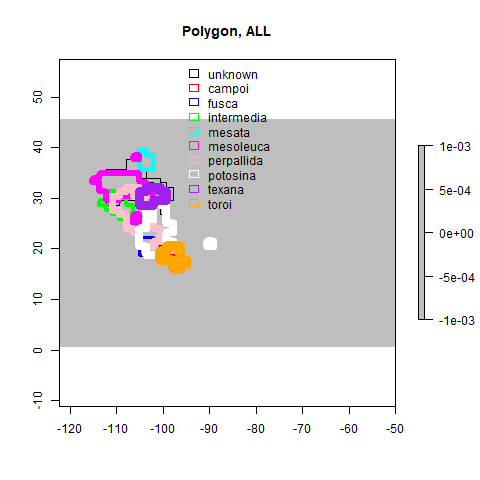 Polygon, ALL
unknown
campoi
fusca
intermedia
mesata
mesoleuca
perpallida
potosina
texana
toroi
50
40
30
20
10
0
-10
-120 -110 -100 -90 -80 -70 -60 -50
1e-03
5e-04
0e+00
-5e-04
-1e-03